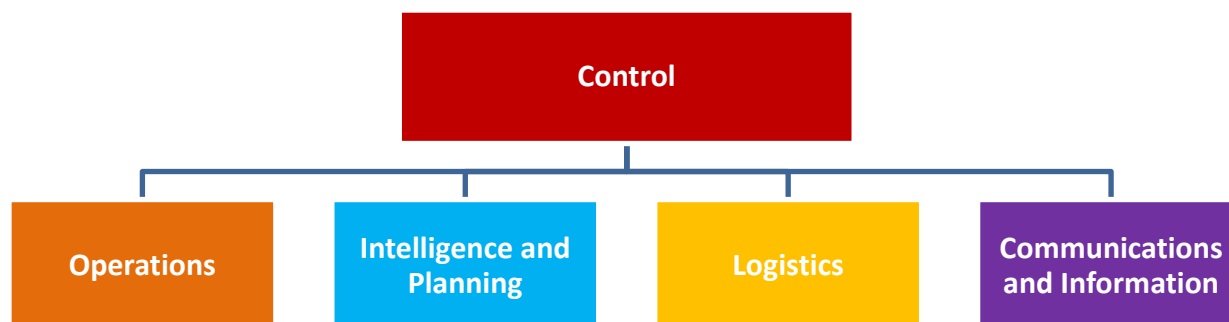 Control
Operations
Intelligence and
Planning
Logistics
Communications
and Information